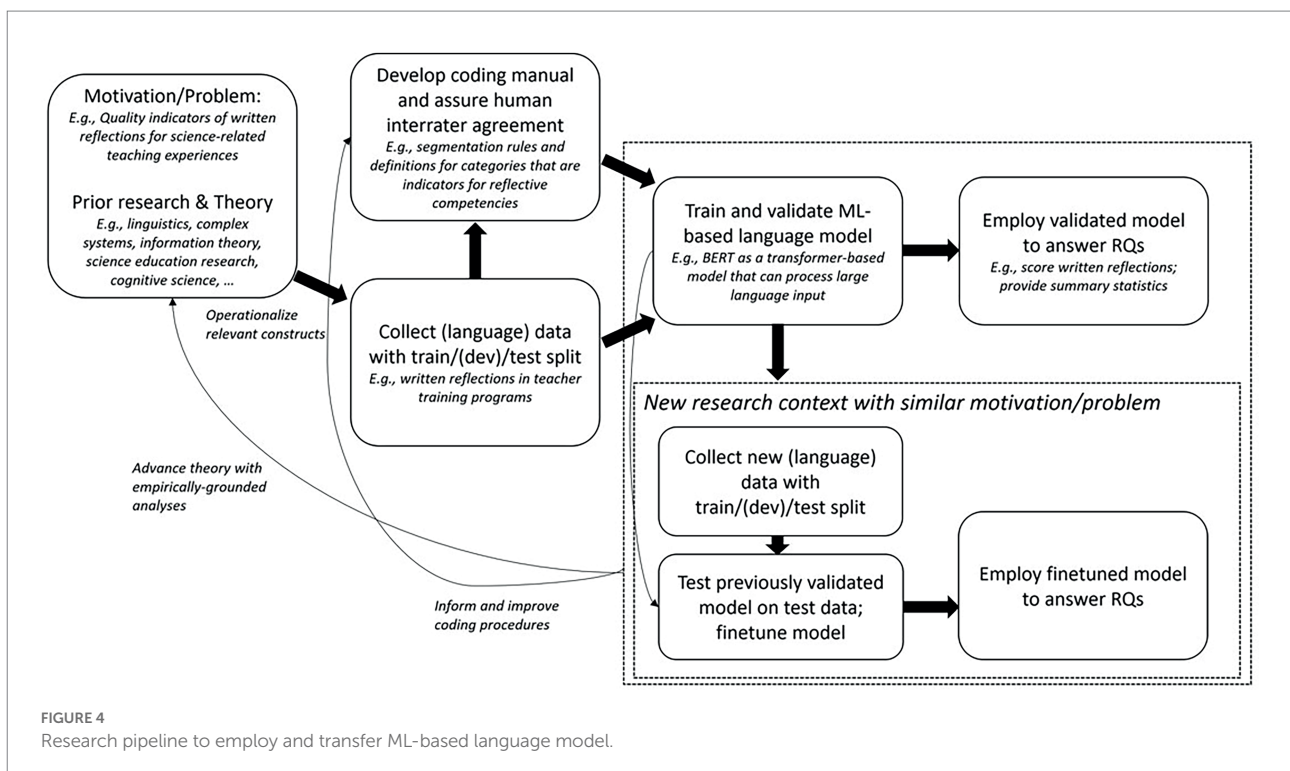 Motivation/Problem:
E.g., Quality indicators of written
reflections for science-related
teaching experiences
Prior research & Theory
E.g., linguistics, complex
systems, information theory,
science education research,
cognitive science, …
Develop coding manual
and assure human
interrater agreement
E.g., segmentation rules and
definitions for categories that are
indicators for reflective
competencies
Operationalize
relevant constructs
Collect (language) data
with train/(dev)/test split
E.g., written reflections in teacher
training programs
Train and validate ML-
based language model
E.g., BERT as a transformer-based
model that can process large
language input
Employ validated model
to answer RQs
E.g., score written reflections;
provide summary statistics
New research context with similar motivation/problem
Collect new (language)
data with
train/(dev)/test split
Test previously validated
model on test data;
finetune model
Employ finetuned model
to answer RQs
Advance theory with
empirically-grounded
analyses
Inform and improve
coding procedures
FIGURE 4
Research pipeline to employ and transfer ML-based language model.